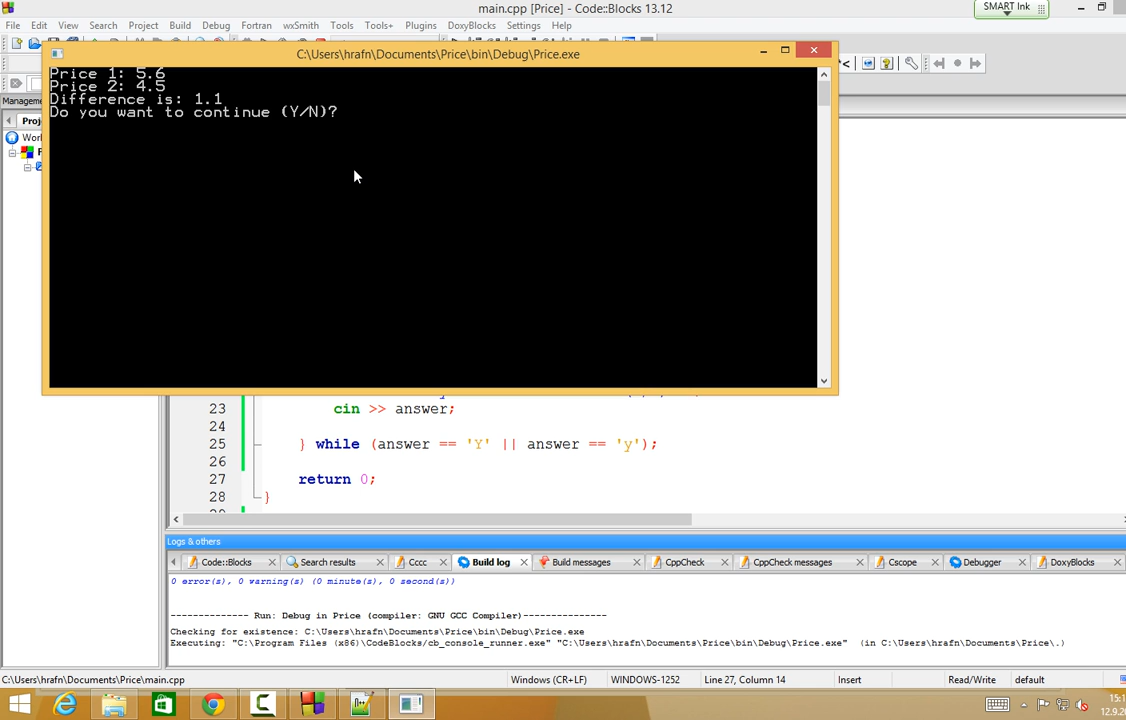 main.cpp [Price] - Code::Blocks 13.12
SMART Ink
File Edit View Search Project Build Debug Fortran wxSmith Tools Tools+ Plugins DoxyBlocks Settings Help
C:\Users\hrafn\Documents\Price\bin\Debug\Price.exe
Price 1: 5.6
Price 2: 4.5
Difference is: 1.1
Do you want to continue (Y/N)?
23 cin >> answer;
24
25 } while (answer == 'Y' || answer == 'y');
26
27 return 0;
28 }
Logs & others
Code::Blocks Search results Cccc Build log Build messages CppCheck CppCheck messages Cscope Debugger DoxyBlocks
0 error(s), 0 warning(s) (0 minute(s), 0 second(s))
-------------- Run: Debug in Price (compiler: GNU GCC Compiler)---------------
Checking for existence: C:\Users\hrafn\Documents\Price\bin\Debug\Price.exe
Executing: "C:\Program Files (x86)\CodeBlocks/cb_console_runner.exe" "C:\Users\hrafn\Documents\Price\bin\Debug\Price.exe" (in C:\Users\hrafn\Documents\Price\.)
C:\Users\hrafn\Documents\Price\main.cpp Windows (CR+LF) WINDOWS-1252 Line 27, Column 14 Insert Read/Write default